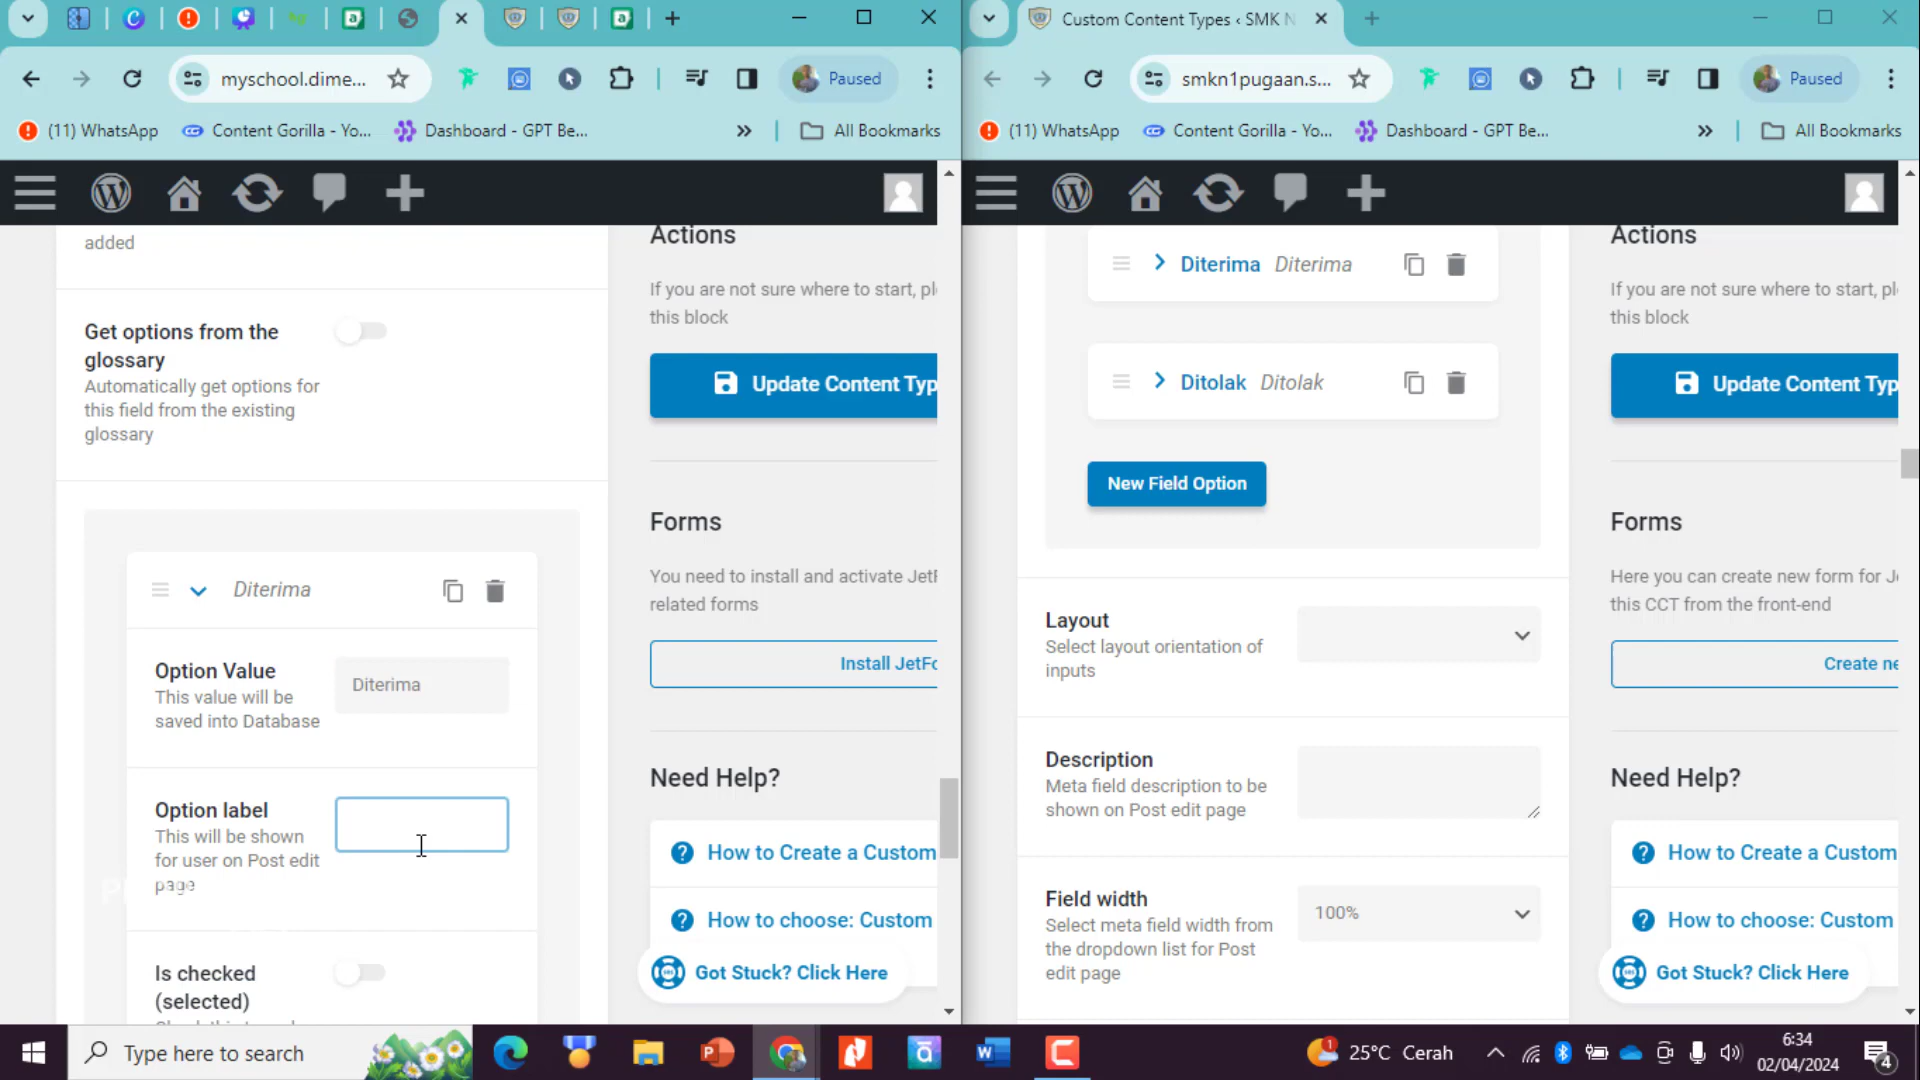 Custom Content Types ‹ SMK N
myschool.dime...
Paused
smkn1pugaan.s...
Paused
(11) WhatsApp
Content Gorilla - Yo...
Dashboard - GPT Be...
»
All Bookmarks
(11) WhatsApp
Content Gorilla - Yo...
Dashboard - GPT Be...
»
All Bookmarks
added
Get options from the
glossary
Automatically get options for
this field from the existing
glossary
Diterima
Option Value
This value will be
saved into Database
Diterima
Option label
This will be shown
for user on Post edit
page
Is checked
(selected)
Actions
If you are not sure where to start, pl
this block
Update Content Typ
Forms
You need to install and activate JetF
related forms
Install JetFo
Need Help?
How to Create a Custom
How to choose: Custom
Got Stuck? Click Here
Diterima Diterima
Ditolak Ditolak
New Field Option
Layout
Select layout orientation of
inputs
Description
Meta field description to be
shown on Post edit page
Field width
Select meta field width from
the dropdown list for Post
edit page
100%
Actions
If you are not sure where to start, pl
this block
Update Content Typ
Forms
Here you can create new form for Je
this CCT from the front-end
Create ne
Need Help?
How to Create a Custom
How to choose: Custom
Got Stuck? Click Here
Type here to search
25°C Cerah
6:34
02/04/2024
4